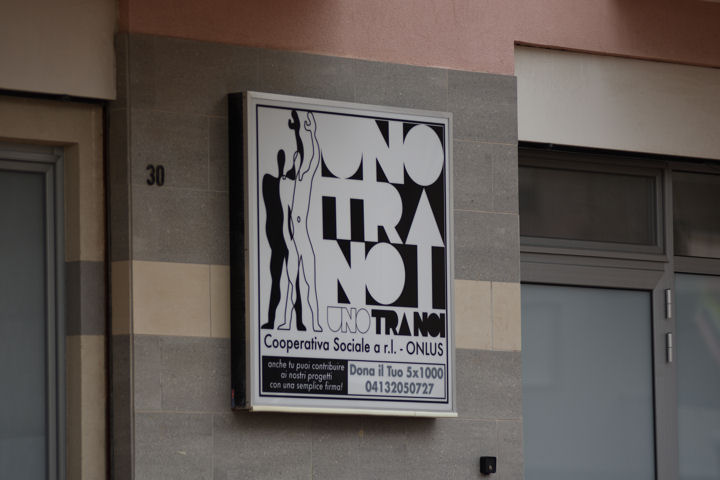 30
UNO
TRA
NOI
UNO TRA NOI
Cooperativa Sociale a r.l. - ONLUS
anche tu puoi contribuire
ai nostri progetti
con una semplice firma!
Dona il Tuo 5x1000
04132050727